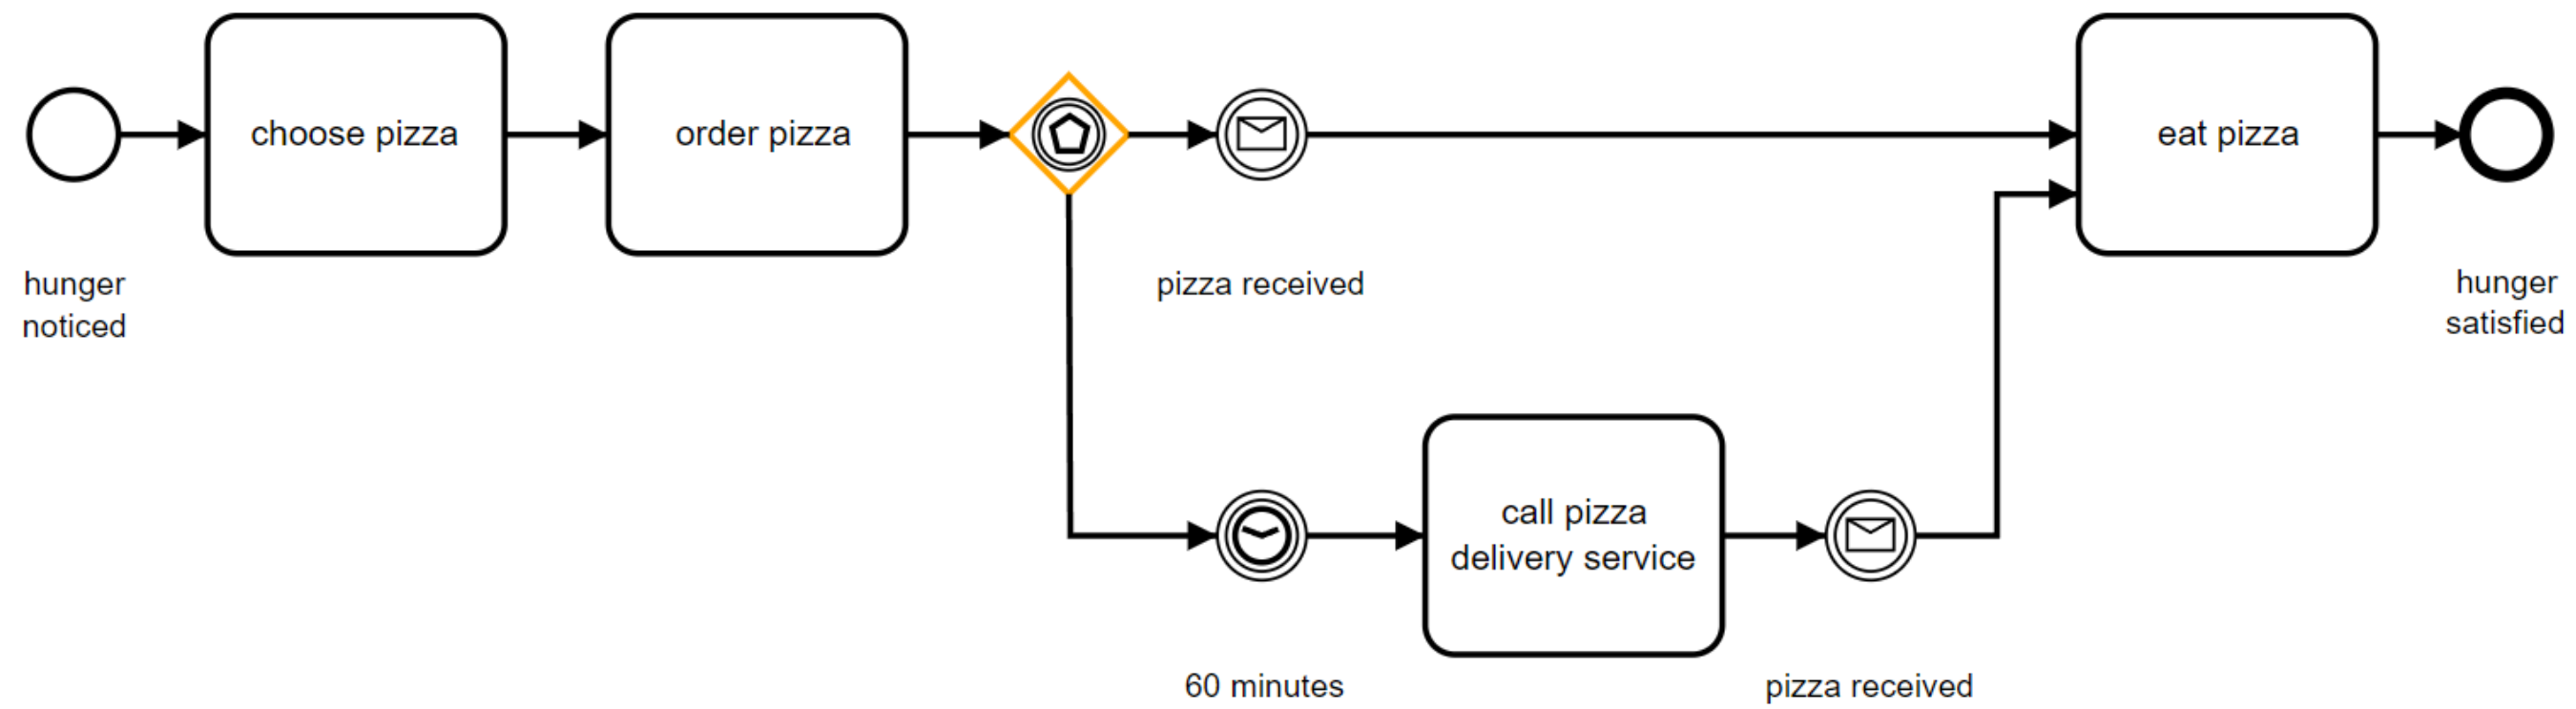 choose pizza
order pizza
eat pizza
hunger
noticed
pizza received
hunger
satisfied
call pizza
delivery service
60 minutes
pizza received